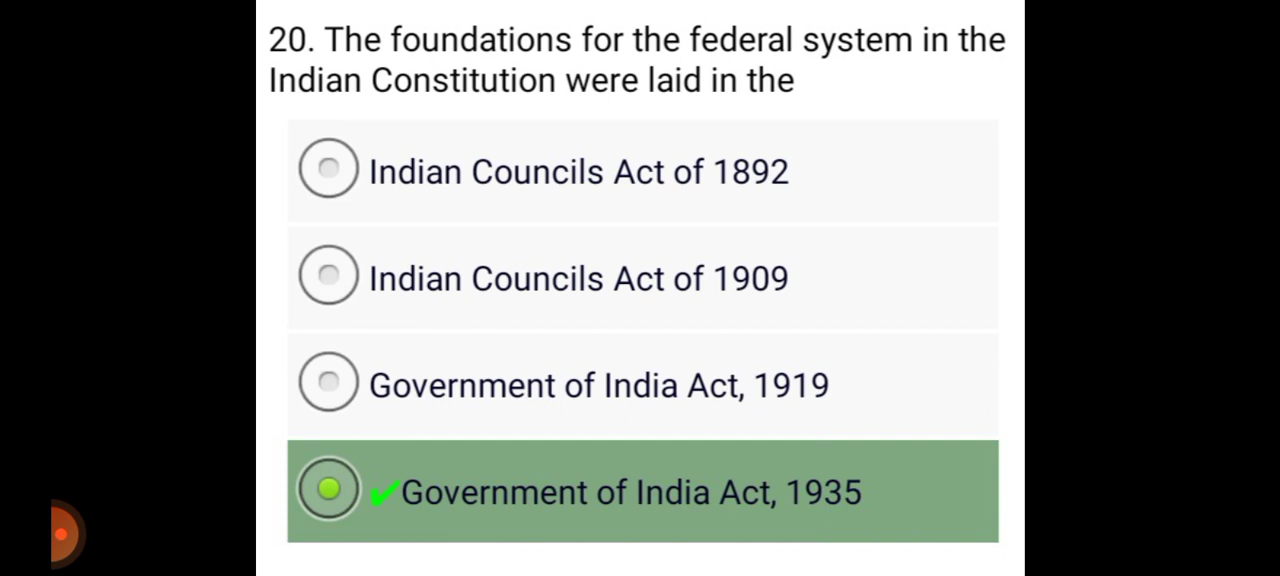 20. The foundations for the federal system in the
Indian Constitution were laid in the
Indian Councils Act of 1892
Indian Councils Act of 1909
Government of India Act, 1919
✔Government of India Act, 1935